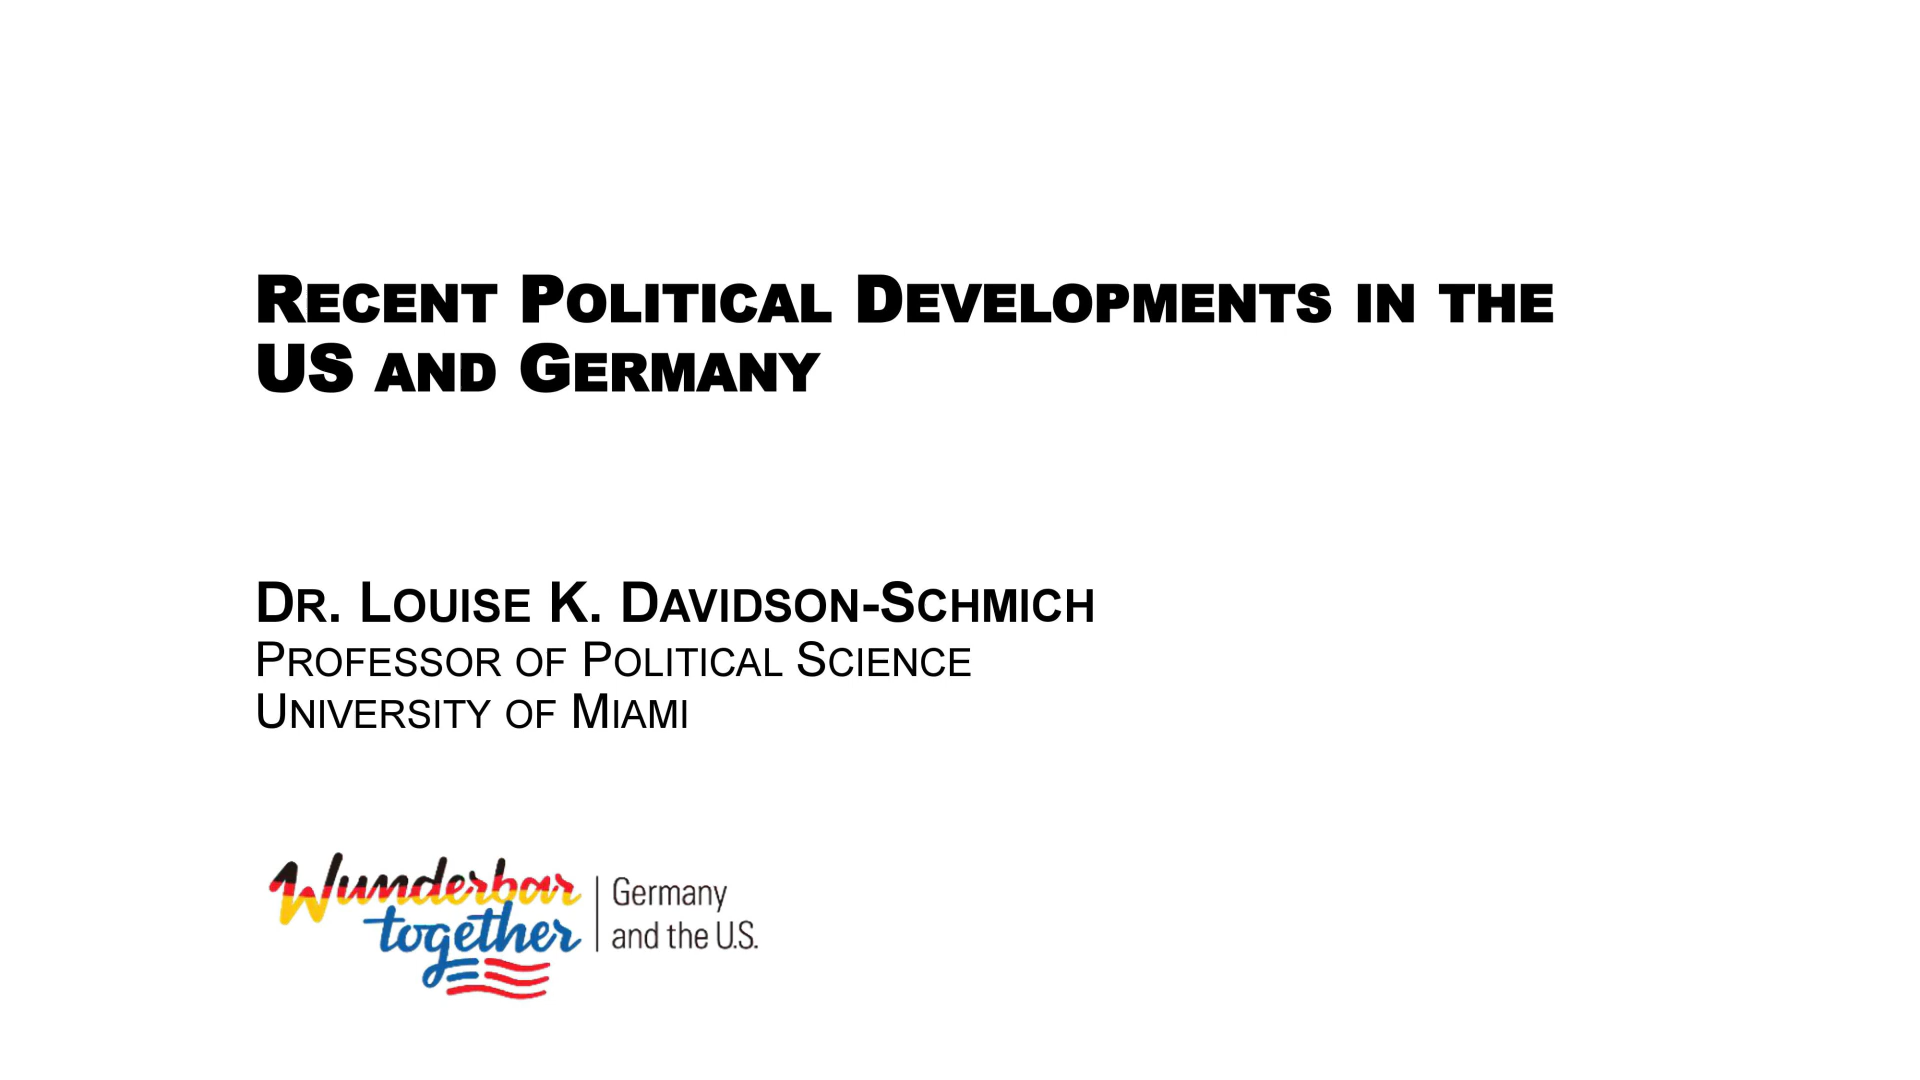 Recent Political Developments in the
US and Germany
Dr. Louise K. Davidson-Schmich
Professor of Political Science
University of Miami
Wunderbar
together
Germany
and the U.S.